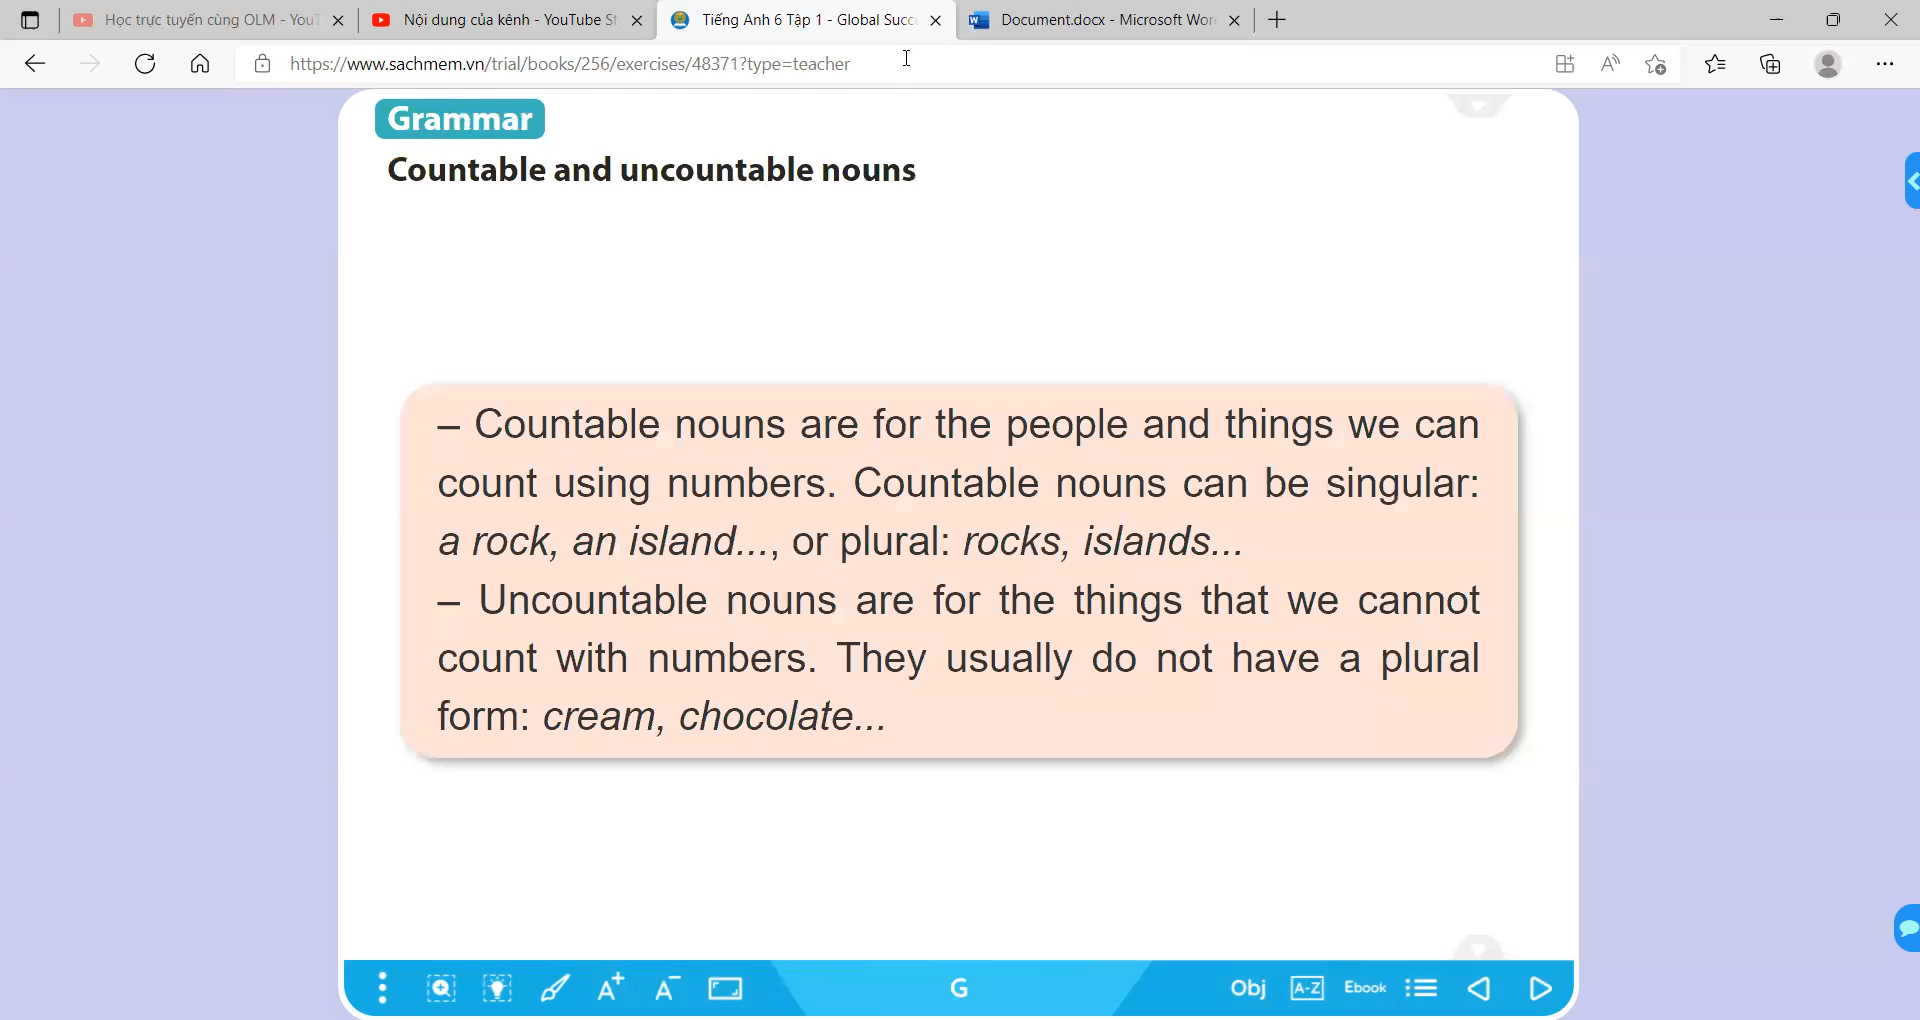 Học trực tuyến cùng OLM - YouT
Nội dung của kênh - YouTube St
Tiếng Anh 6 Tập 1 - Global Succe
Document.docx - Microsoft Wor
https://www.sachmem.vn/trial/books/256/exercises/48371?type=teacher
Grammar
Countable and uncountable nouns
– Countable nouns are for the people and things we can
count using numbers. Countable nouns can be singular:
a rock, an island..., or plural: rocks, islands...
– Uncountable nouns are for the things that we cannot
count with numbers. They usually do not have a plural
form: cream, chocolate...
A+ A− G Obj A-Z Ebook